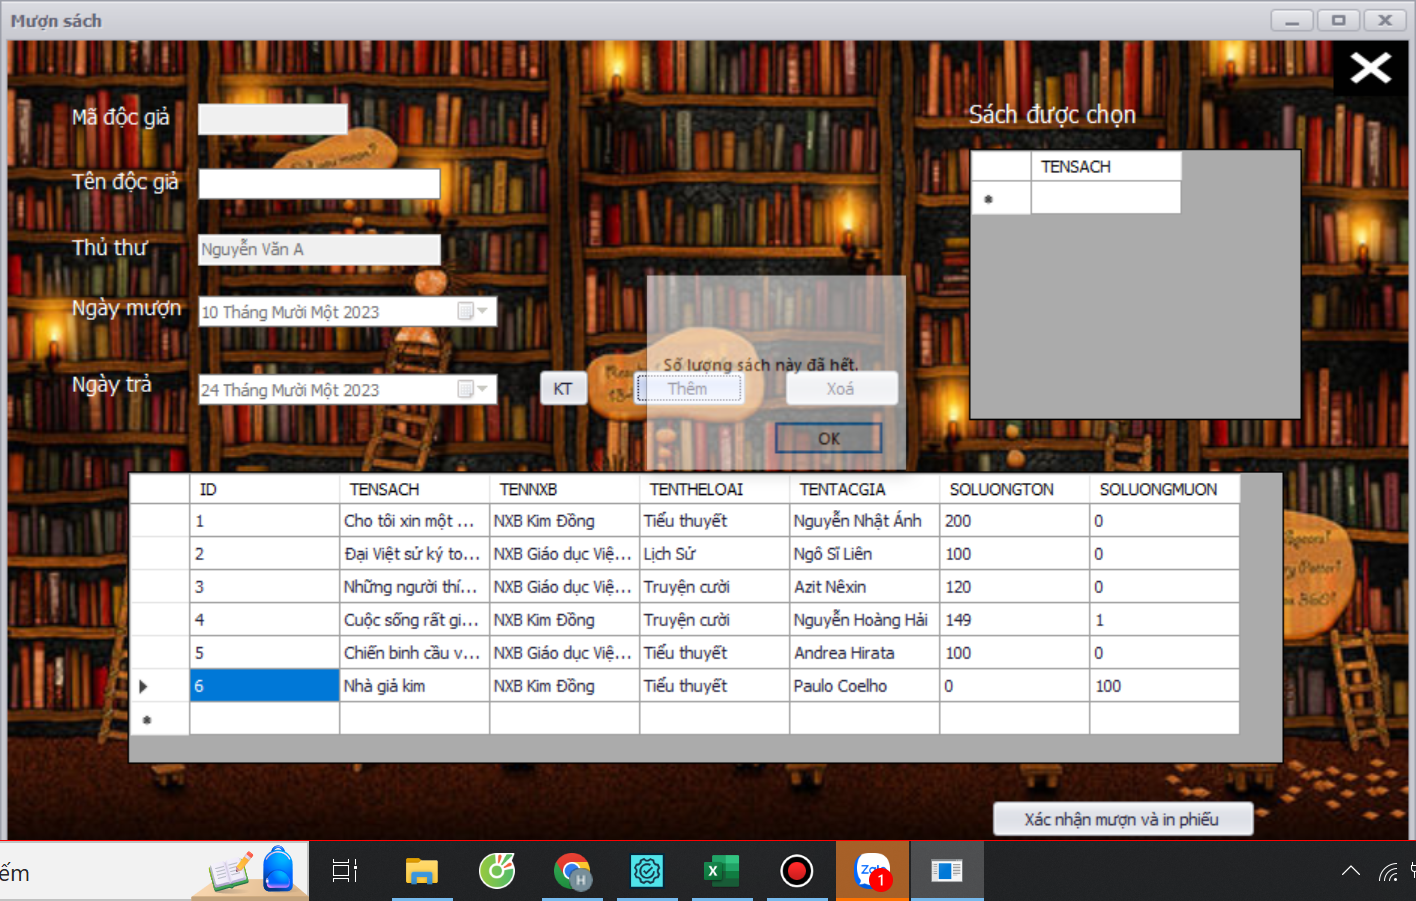 Mượn sách
Mã độc giả
Sách được chọn
TENSACH
Tên độc giả
Thủ thư
Nguyễn Văn A
Ngày mượn
10 Tháng Mười Một 2023
Số lượng sách này đã hết.
Ngày trả
24 Tháng Mười Một 2023
KT
Thêm
Xoá
OK
ID TENSACH TENNXB TENTHELOAI TENTACGIA SOLUONGTON SOLUONGMUON
1 Cho tôi xin một ... NXB Kim Đồng Tiểu thuyết Nguyễn Nhật Ánh 200 0
2 Đại Việt sử ký to... NXB Giáo dục Việ... Lịch Sử Ngô Sĩ Liên 100 0
3 Những người thí... NXB Giáo dục Việ... Truyện cười Azit Nêxin 120 0
4 Cuộc sống rất gi... NXB Kim Đồng Truyện cười Nguyễn Hoàng Hải 149 1
5 Chiến binh cầu v... NXB Giáo dục Việ... Tiểu thuyết Andrea Hirata 100 0
6 Nhà giả kim NXB Kim Đồng Tiểu thuyết Paulo Coelho 0 100
Xác nhận mượn và in phiếu
ếm
H
X
1